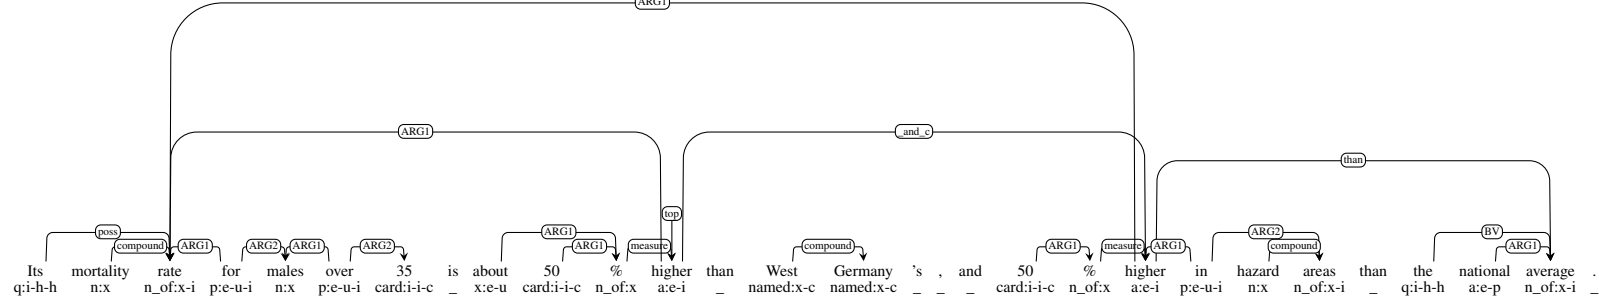 ARG1
ARG1 _and_c
than
top
poss ARG1 ARG2 BV
compound ARG1 ARG2 ARG1 ARG2 ARG1 measure compound ARG1 measure ARG1 compound ARG1
Its mortality rate for males over 35 is about 50 % higher than West Germany 's , and 50 % higher in hazard areas than the national average .
q:i-h-h n:x n_of:x-i p:e-u-i n:x p:e-u-i card:i-i-c _ x:e-u card:i-i-c n_of:x a:e-i _ named:x-c named:x-c _ _ _ card:i-i-c n_of:x a:e-i p:e-u-i n:x n_of:x-i _ q:i-h-h a:e-p n_of:x-i _